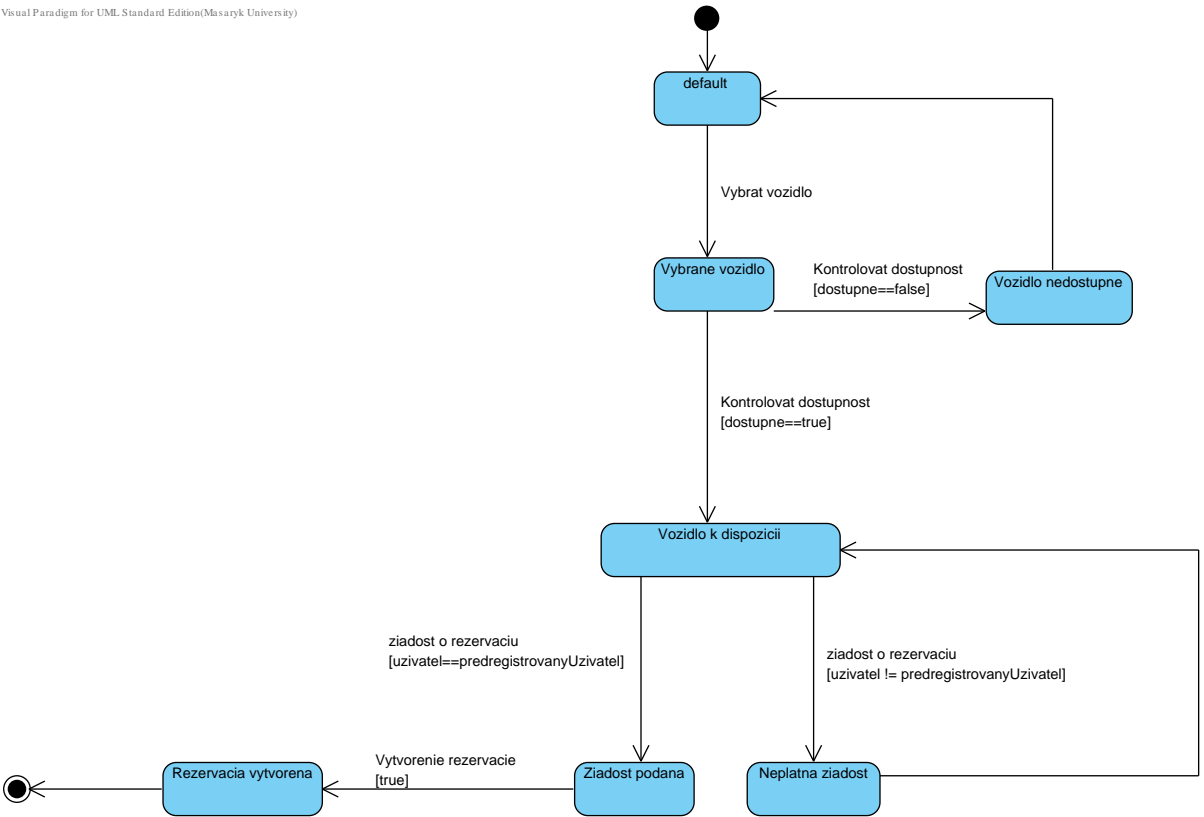 Visual Paradigm for UML Standard Edition(Masaryk University)
default
Vybrat vozidlo
Vybrane vozidlo
Kontrolovat dostupnost
[dostupne==false]
Vozidlo nedostupne
Kontrolovat dostupnost
[dostupne==true]
Vozidlo k dispozicii
ziadost o rezervaciu
[uzivatel==predregistrovanyUzivatel]
ziadost o rezervaciu
[uzivatel != predregistrovanyUzivatel]
Rezervacia vytvorena
Vytvorenie rezervacie
[true]
Ziadost podana
Neplatna ziadost